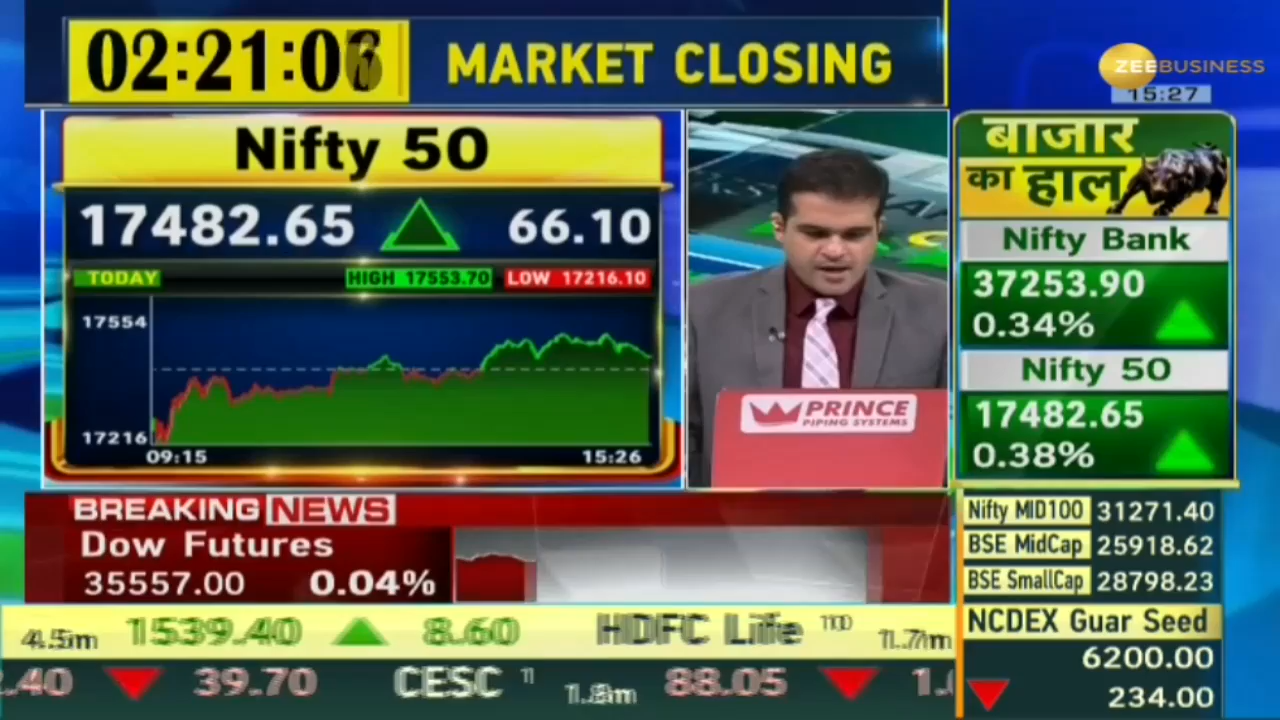 02:21:0
MARKET CLOSING
ZEEBUSINESS
15:27
Nifty 50
17482.65 66.10
TODAY HIGH 17553.70 LOW 17216.10
17554
17216
09:15 15:26
PRINCE
PIPING SYSTEMS
बाजार
का हाल
Nifty Bank
37253.90
0.34%
Nifty 50
17482.65
0.38%
BREAKING NEWS
Dow Futures
35557.00 0.04%
Nifty MID100 31271.40
BSE MidCap 25918.62
BSE SmallCap 28798.23
NCDEX Guar Seed
6200.00
234.00
4.5m 1539.40 8.60 HDFC Life 1.7m
.40 39.70 CESC 1.8m 88.05 1.